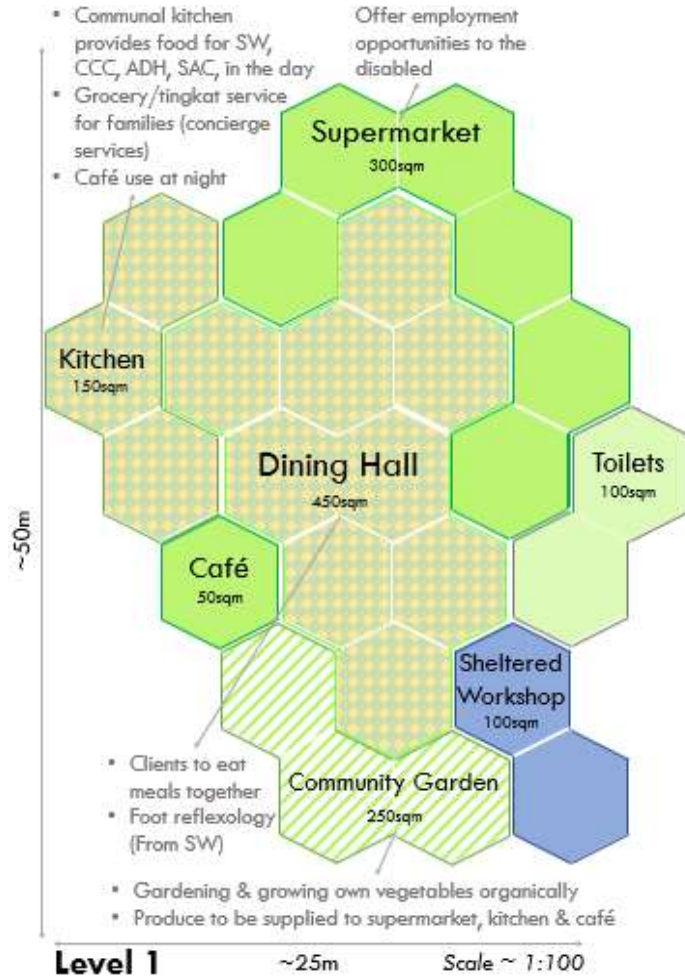 ▪ Communal kitchen
provides food for SW,
CCC, ADH, SAC, in the day
▪ Grocery/tingkat service
for families (concierge
services)
▪ Café use at night
Offer employment
opportunities to the
disabled
Supermarket
300sqm
Kitchen
150sqm
Dining Hall
450sqm
Toilets
100sqm
~50m
Café
50sqm
Sheltered
Workshop
100sqm
▪ Clients to eat
meals together
▪ Foot reflexology
(From SW)
Community Garden
250sqm
▪ Gardening & growing own vegetables organically
▪ Produce to be supplied to supermarket, kitchen & café
Level 1
~25m
Scale ~ 1:100